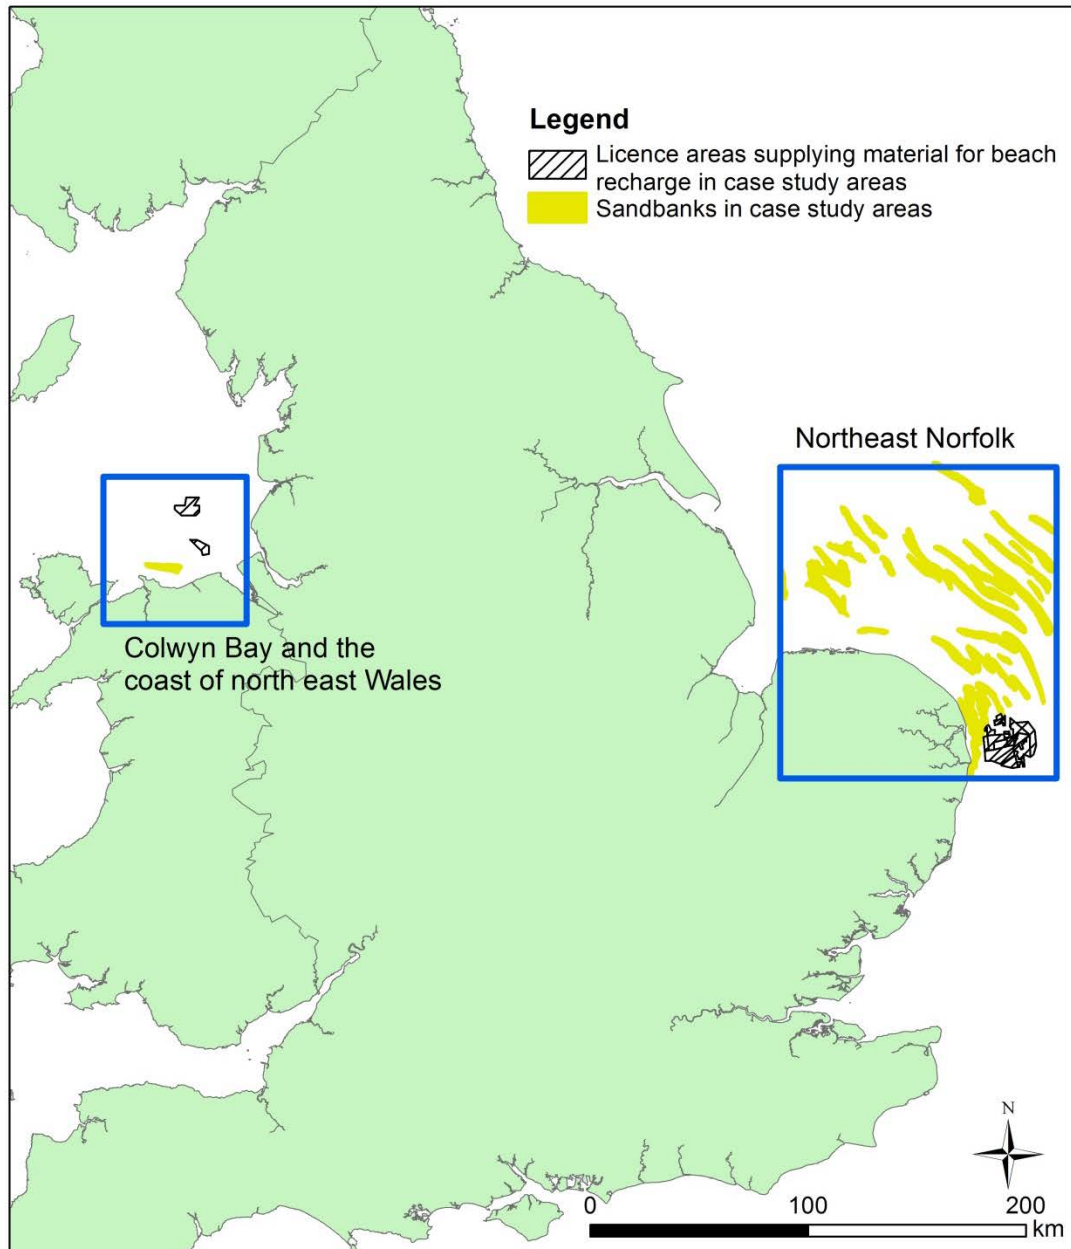 Legend
Licence areas supplying material for beach
recharge in case study areas
Sandbanks in case study areas
Northeast Norfolk
Colwyn Bay and the
coast of north east Wales
N
0 100 200
km